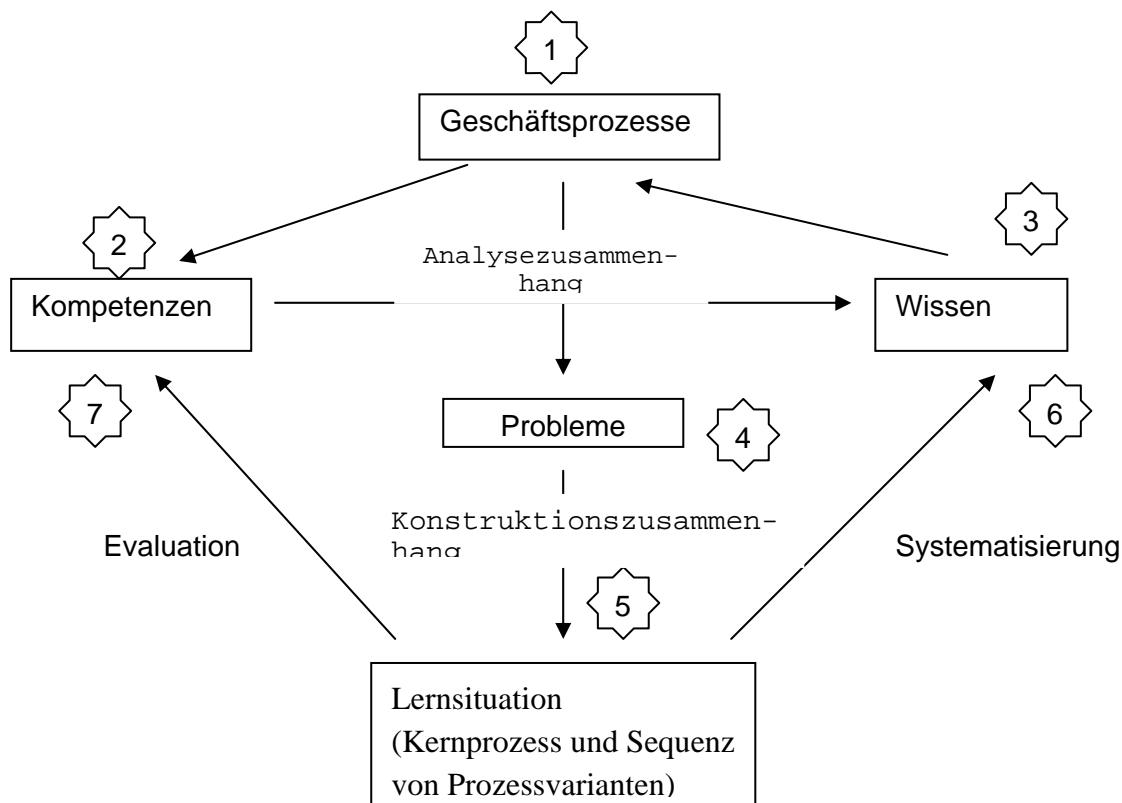 1
Geschäftsprozesse
2
3
Analysezusammen-
hang
Kompetenzen
Wissen
7
Probleme
4
6
Konstruktionszusammen-
hang
Evaluation
Systematisierung
5
Lernsituation
(Kernprozess und Sequenz
von Prozessvarianten)